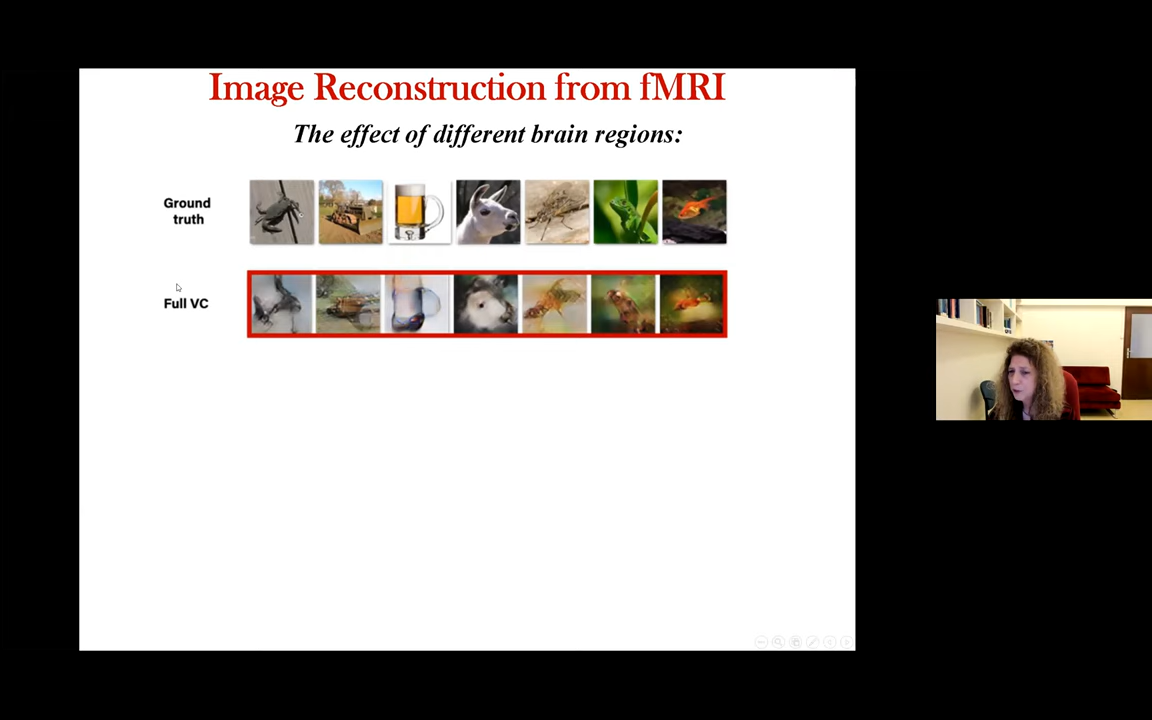 Image Reconstruction from fMRI
The effect of different brain regions:
Ground
truth
Full VC